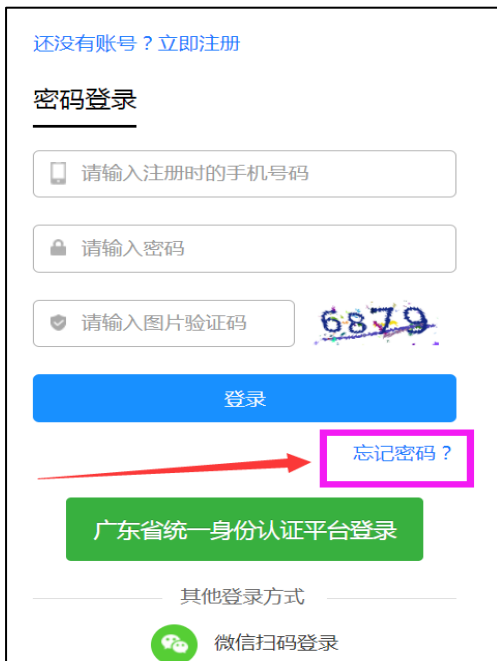 还没有账号？立即注册
密码登录
请输入注册时的手机号码
请输入密码
请输入图片验证码
6879
登录
忘记密码？
广东省统一身份认证平台登录
其他登录方式
微信扫码登录